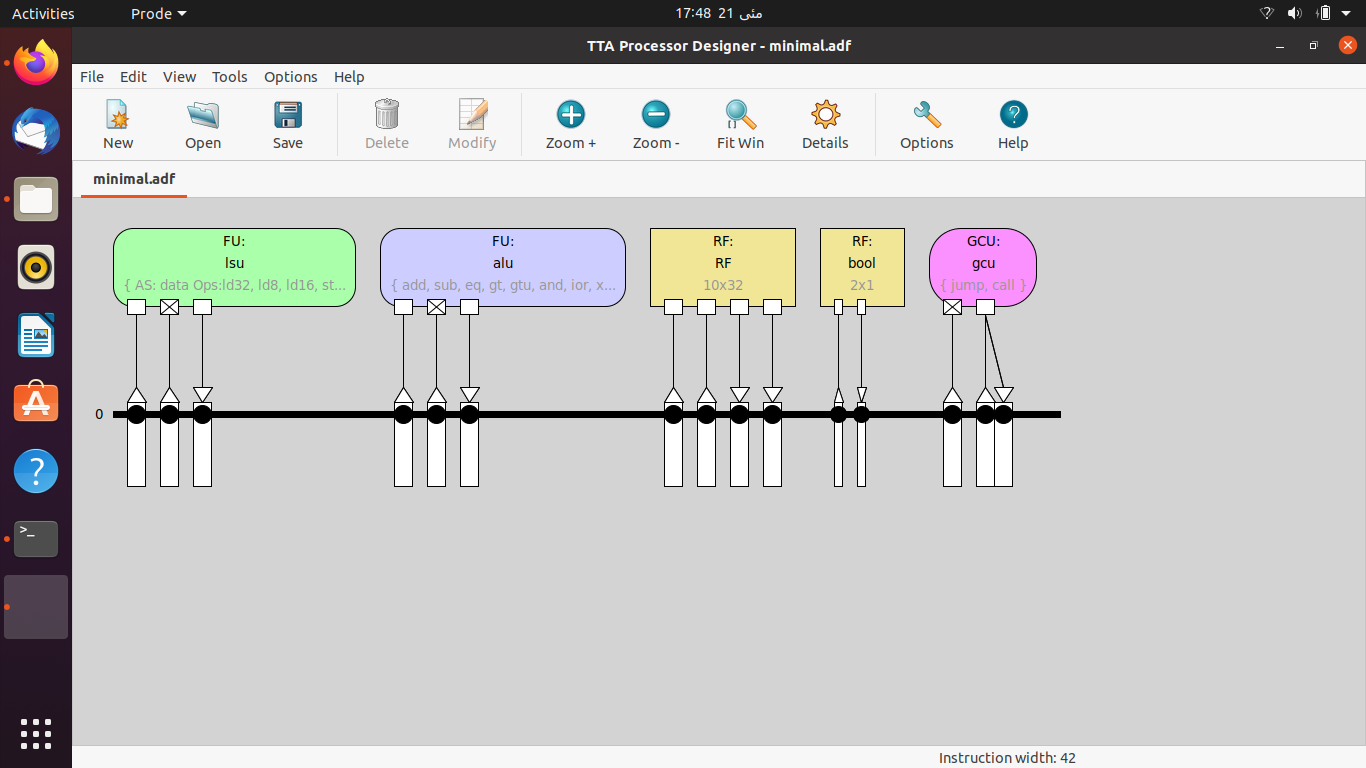 Activities Prode 17:48 21 مئی
TTA Processor Designer - minimal.adf
File Edit View Tools Options Help
New Open Save Delete Modify Zoom + Zoom - Fit Win Details Options Help
minimal.adf
FU: FU: RF: RF: GCU:
lsu alu RF bool gcu
{ AS: data Ops:ld32, ld8, ld16, st... { add, sub, eq, gt, gtu, and, ior, x... 10x32 2x1 { jump, call }
0
Instruction width: 42